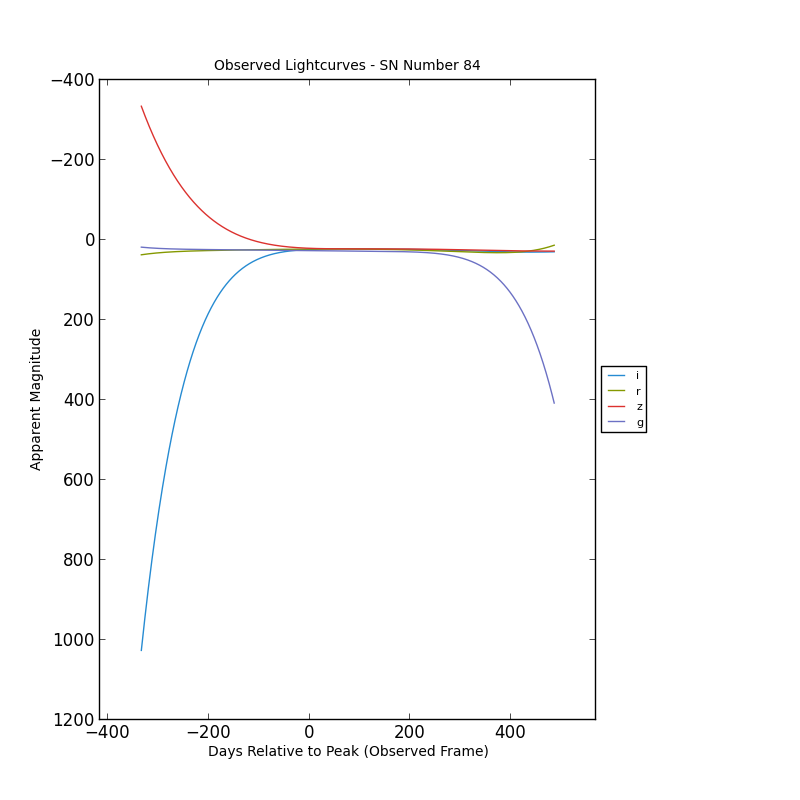 Observed Lightcurves - SN Number 84
−400
−200
0
200
400
600
800
1000
1200
Apparent Magnitude
−400 −200 0 200 400
Days Relative to Peak (Observed Frame)
i
r
z
g